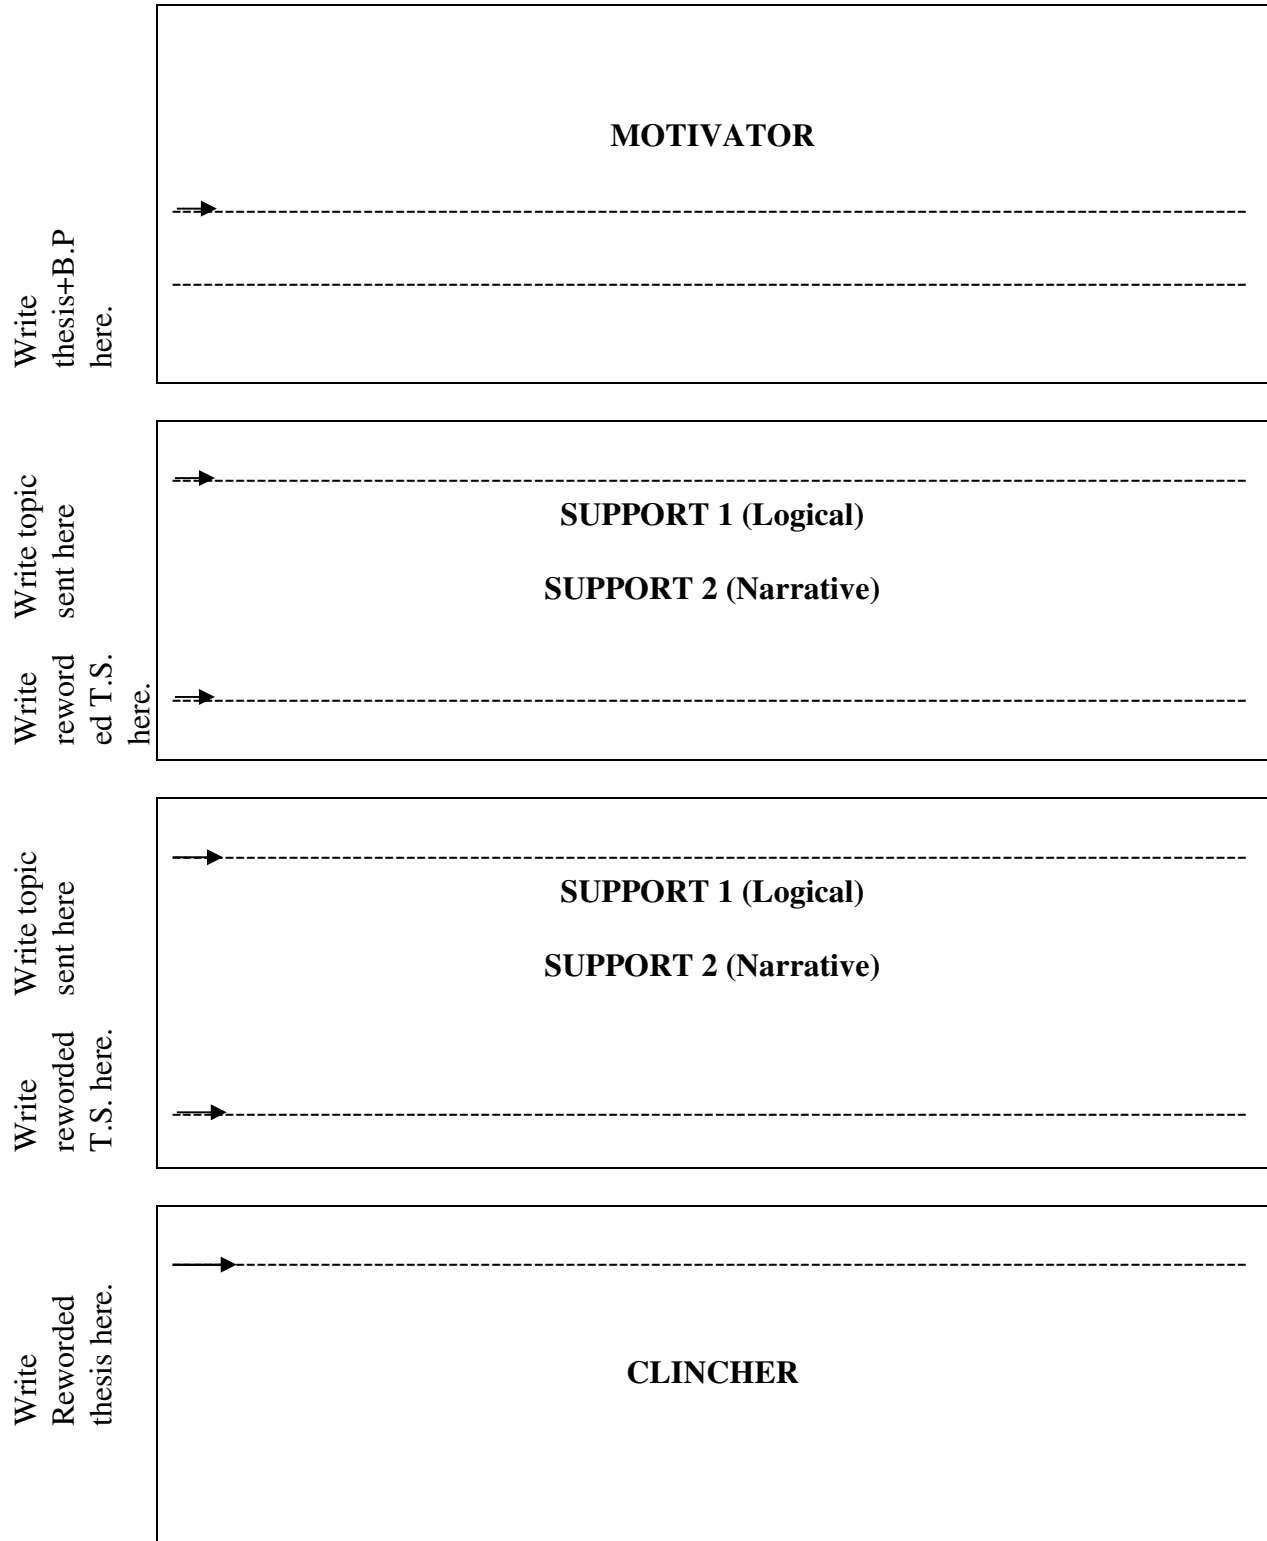 MOTIVATOR
Write
thesis+B.P
here.
Write topic
sent here
SUPPORT 1 (Logical)
SUPPORT 2 (Narrative)
Write
reword
ed T.S.
here.
Write topic
sent here
SUPPORT 1 (Logical)
SUPPORT 2 (Narrative)
Write
reworded
T.S. here.
Write
Reworded
thesis here.
CLINCHER